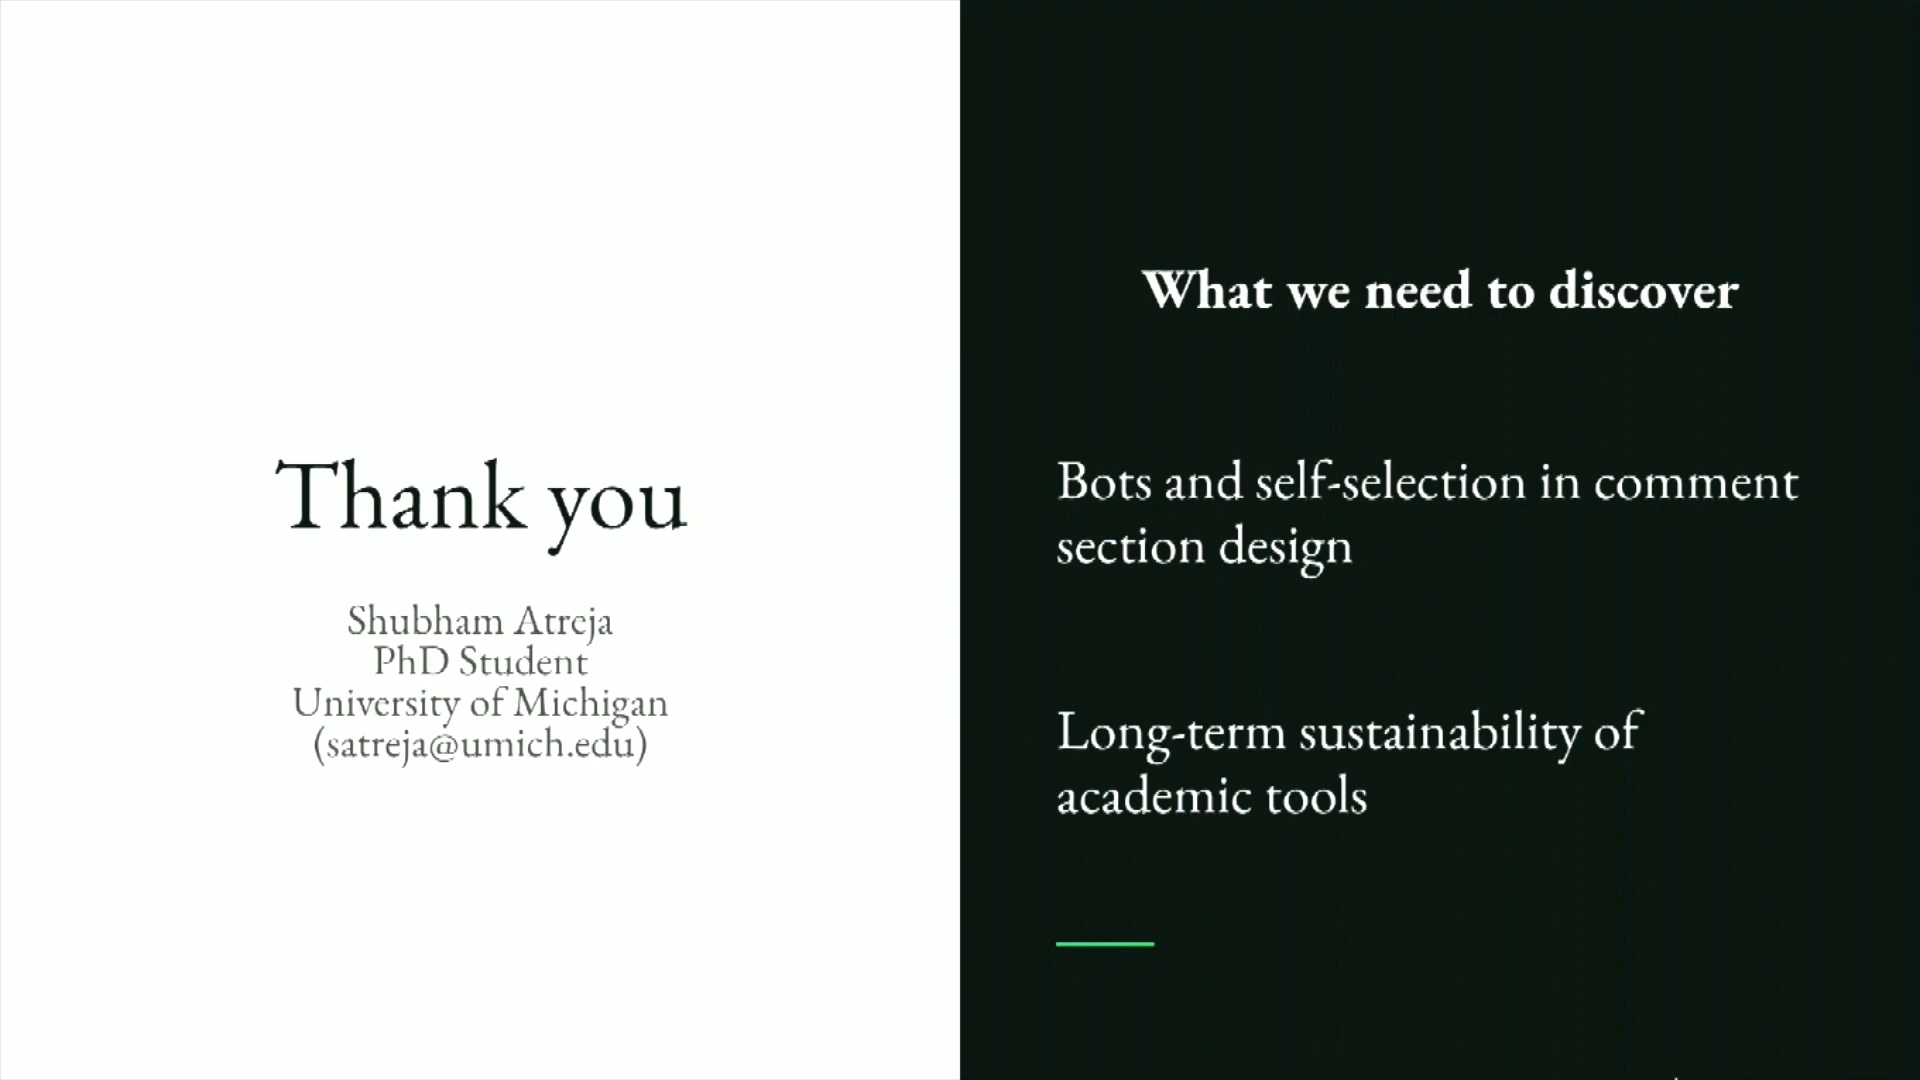 Thank you
Shubham Atreja
PhD Student
University of Michigan
(satreja@umich.edu)
What we need to discover
Bots and self-selection in comment
section design
Long-term sustainability of
academic tools